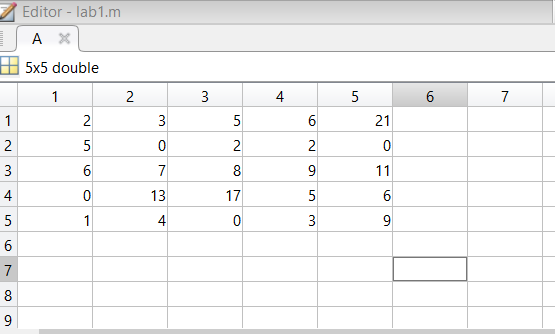 Editor - lab1.m
A
5x5 double
1 2 3 4 5 6 7
1 2 3 5 6 21
2 5 0 2 2 0
3 6 7 8 9 11
4 0 13 17 5 6
5 1 4 0 3 9
6
7
8
9